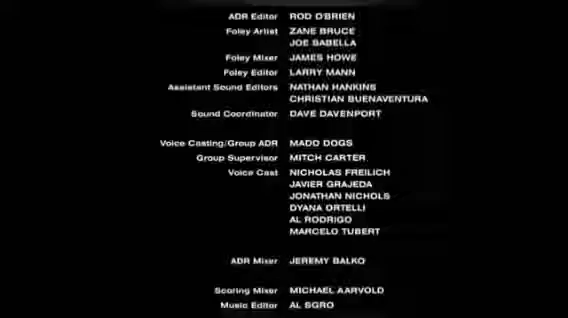 ADR Editor ROD O'BRIEN
Foley Artist ZANE BRUCE
JOE SABELLA
Foley Mixer JAMES HOWE
Foley Editor LARRY MANN
Assistant Sound Editors NATHAN HANKINS
CHRISTIAN BUENAVENTURA
Sound Coordinator DAVE DAVENPORT
Voice Casting/Group ADR MADD DOGS
Group Supervisor MITCH CARTER
Voice Cast NICHOLAS FREILICH
JAVIER GRAJEDA
JONATHAN NICHOLS
DYANA ORTELLI
AL RODRIGO
MARCELO TUBERT
ADR Mixer JEREMY BALKO
Scoring Mixer MICHAEL AARVOLD
Music Editor AL SGRO